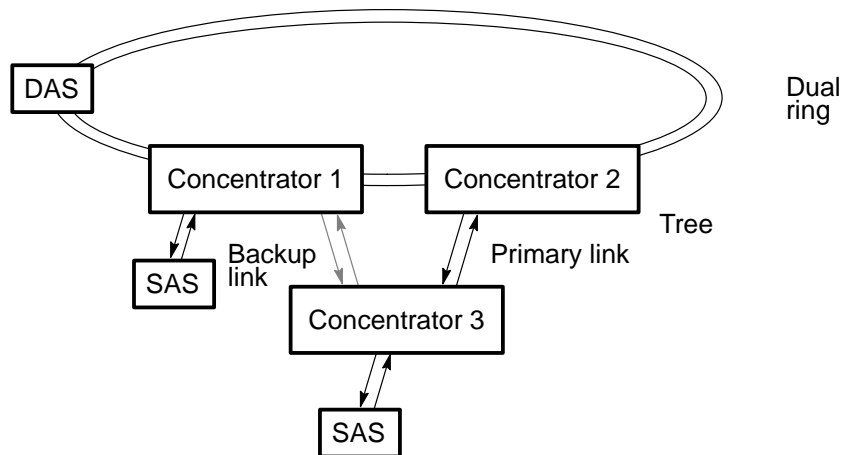 DAS
Dual
ring
Concentrator 1
Concentrator 2
Tree
Backup
link
Primary link
SAS
Concentrator 3
SAS